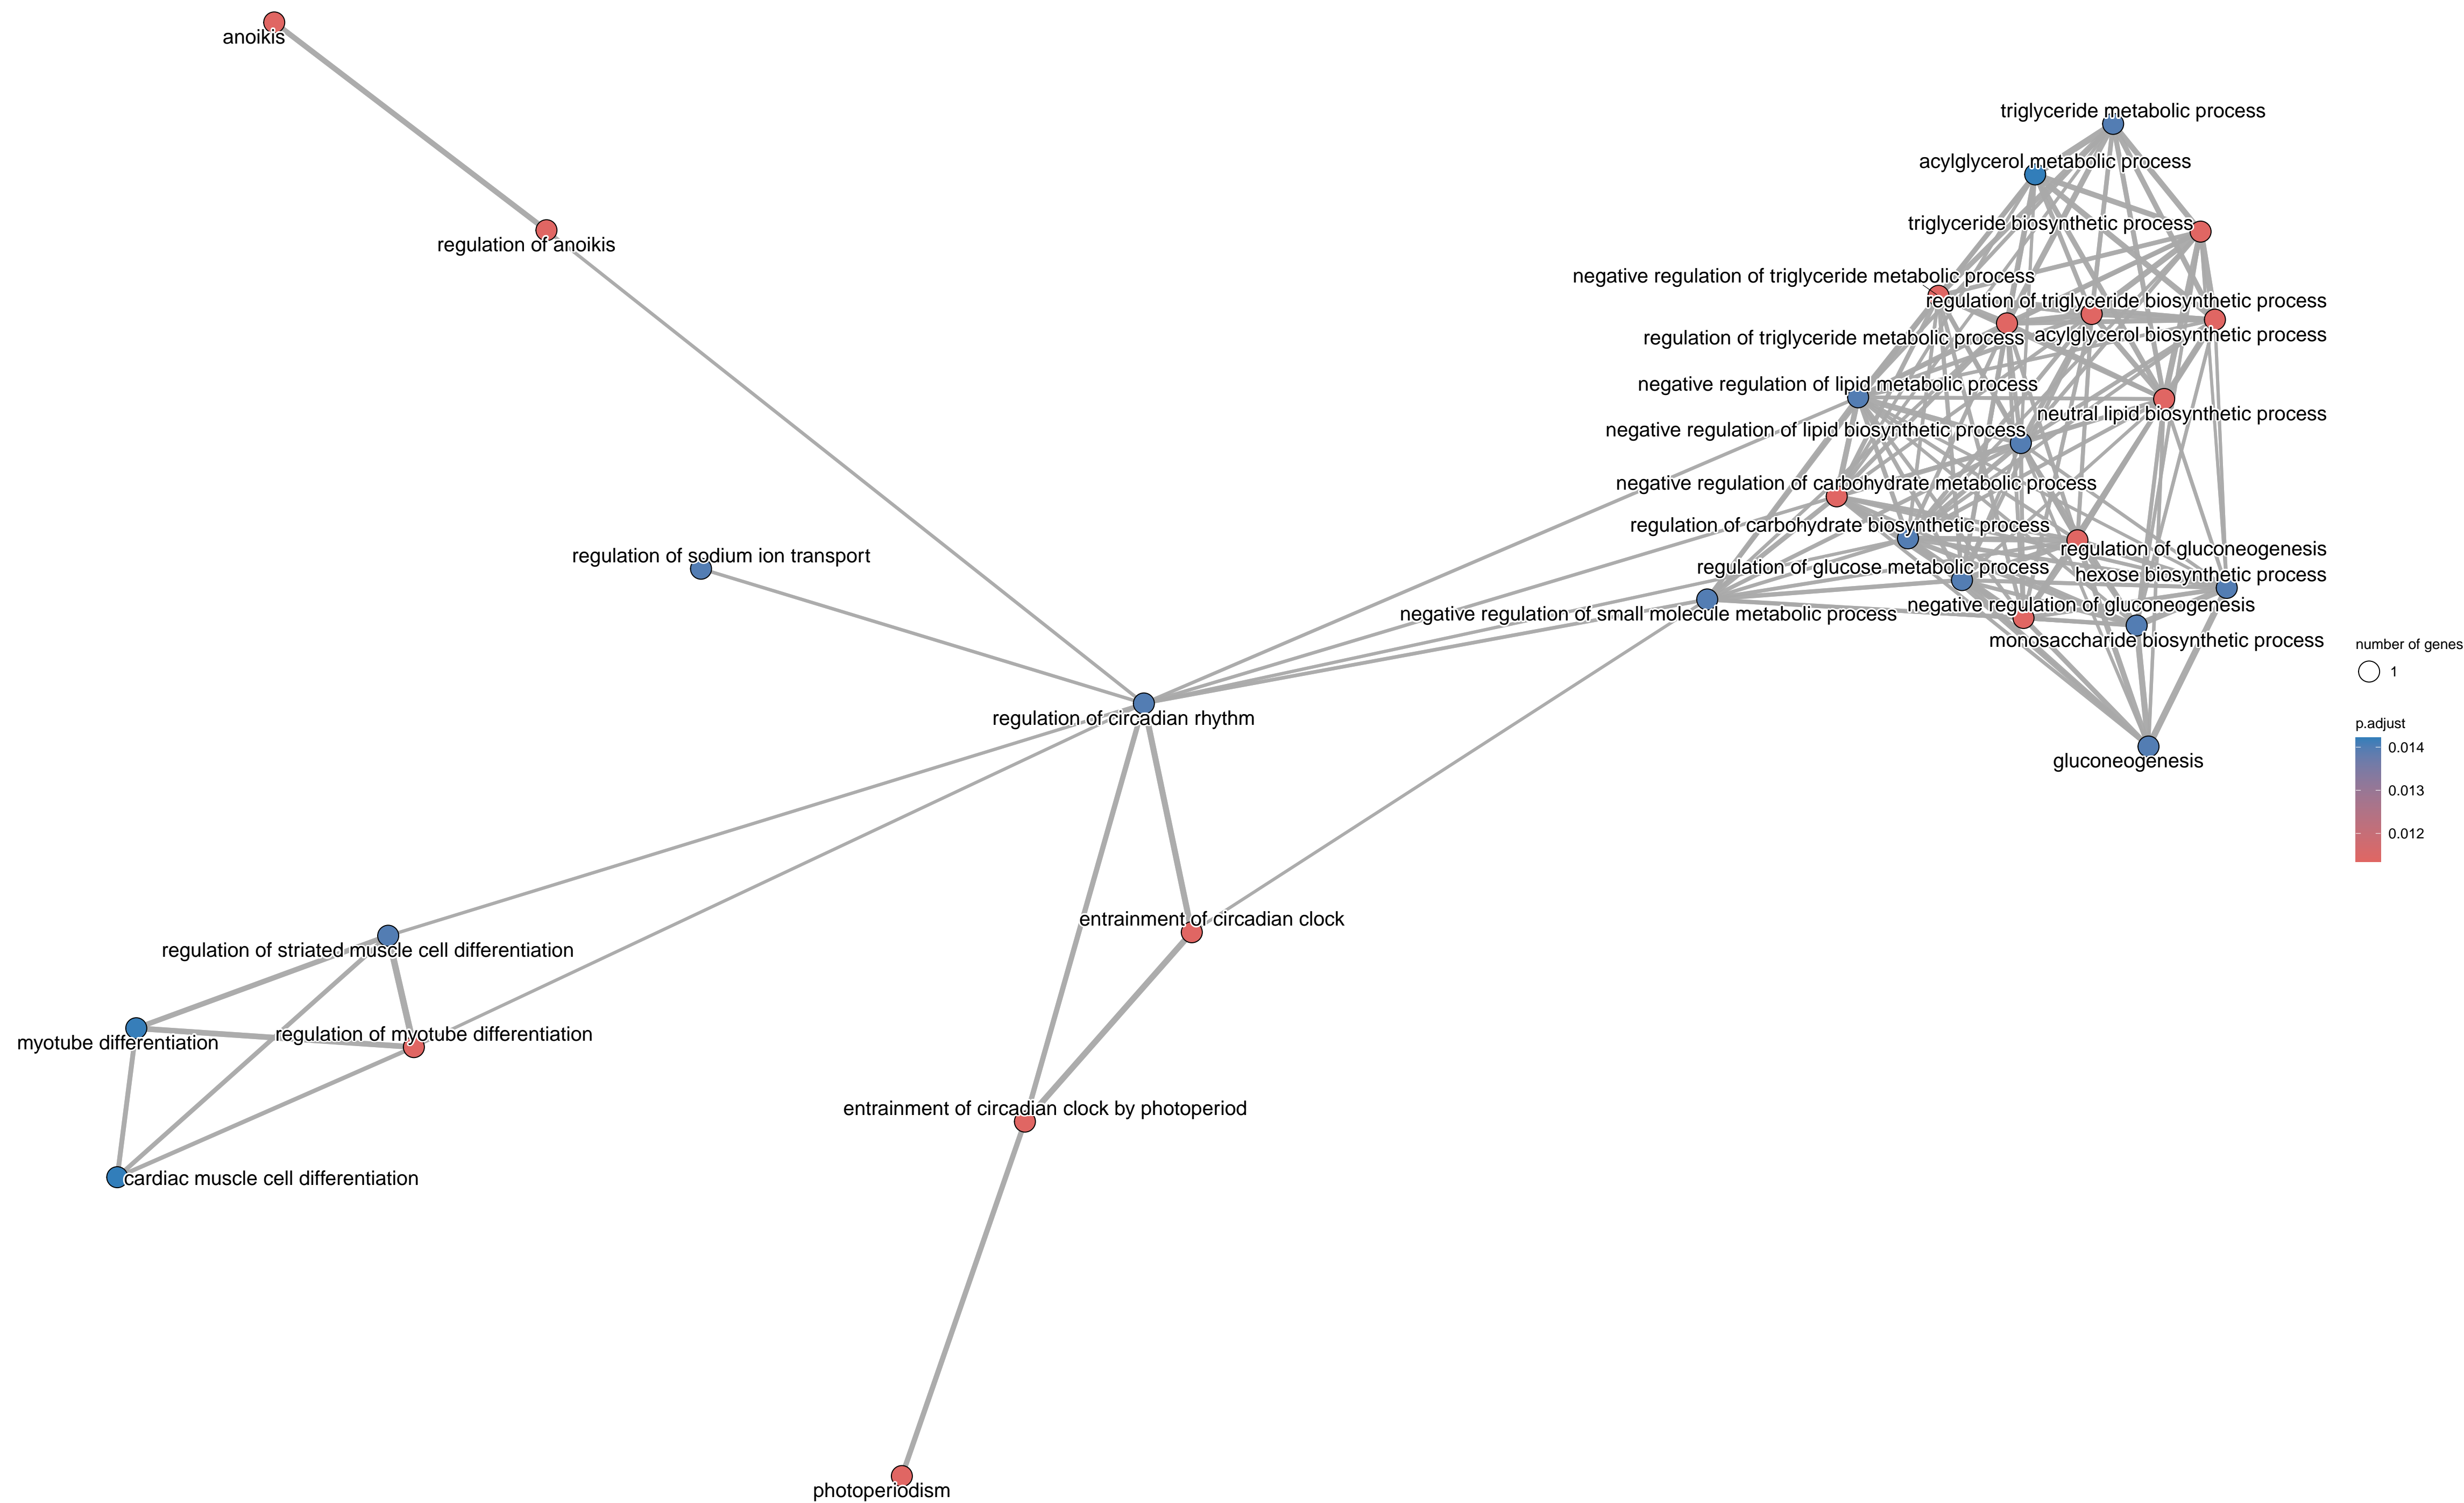 anoikis
triglyceride metabolic process
acylglycerol metabolic process
triglyceride biosynthetic process
regulation of anoikis
negative regulation of triglyceride metabolic process
regulation of triglyceride biosynthetic process
regulation of triglyceride metabolic process
acylglycerol biosynthetic process
negative regulation of lipid metabolic process
neutral lipid biosynthetic process
negative regulation of lipid biosynthetic process
negative regulation of carbohydrate metabolic process
regulation of carbohydrate biosynthetic process
regulation of gluconeogenesis
regulation of sodium ion transport
regulation of glucose metabolic process
hexose biosynthetic process
negative regulation of gluconeogenesis
negative regulation of small molecule metabolic process
monosaccharide biosynthetic process
number of genes
1
regulation of circadian rhythm
p.adjust
0.014
gluconeogenesis
0.013
0.012
entrainment of circadian clock
regulation of striated muscle cell differentiation
regulation of myotube differentiation
myotube differentiation
entrainment of circadian clock by photoperiod
cardiac muscle cell differentiation
photoperiodism